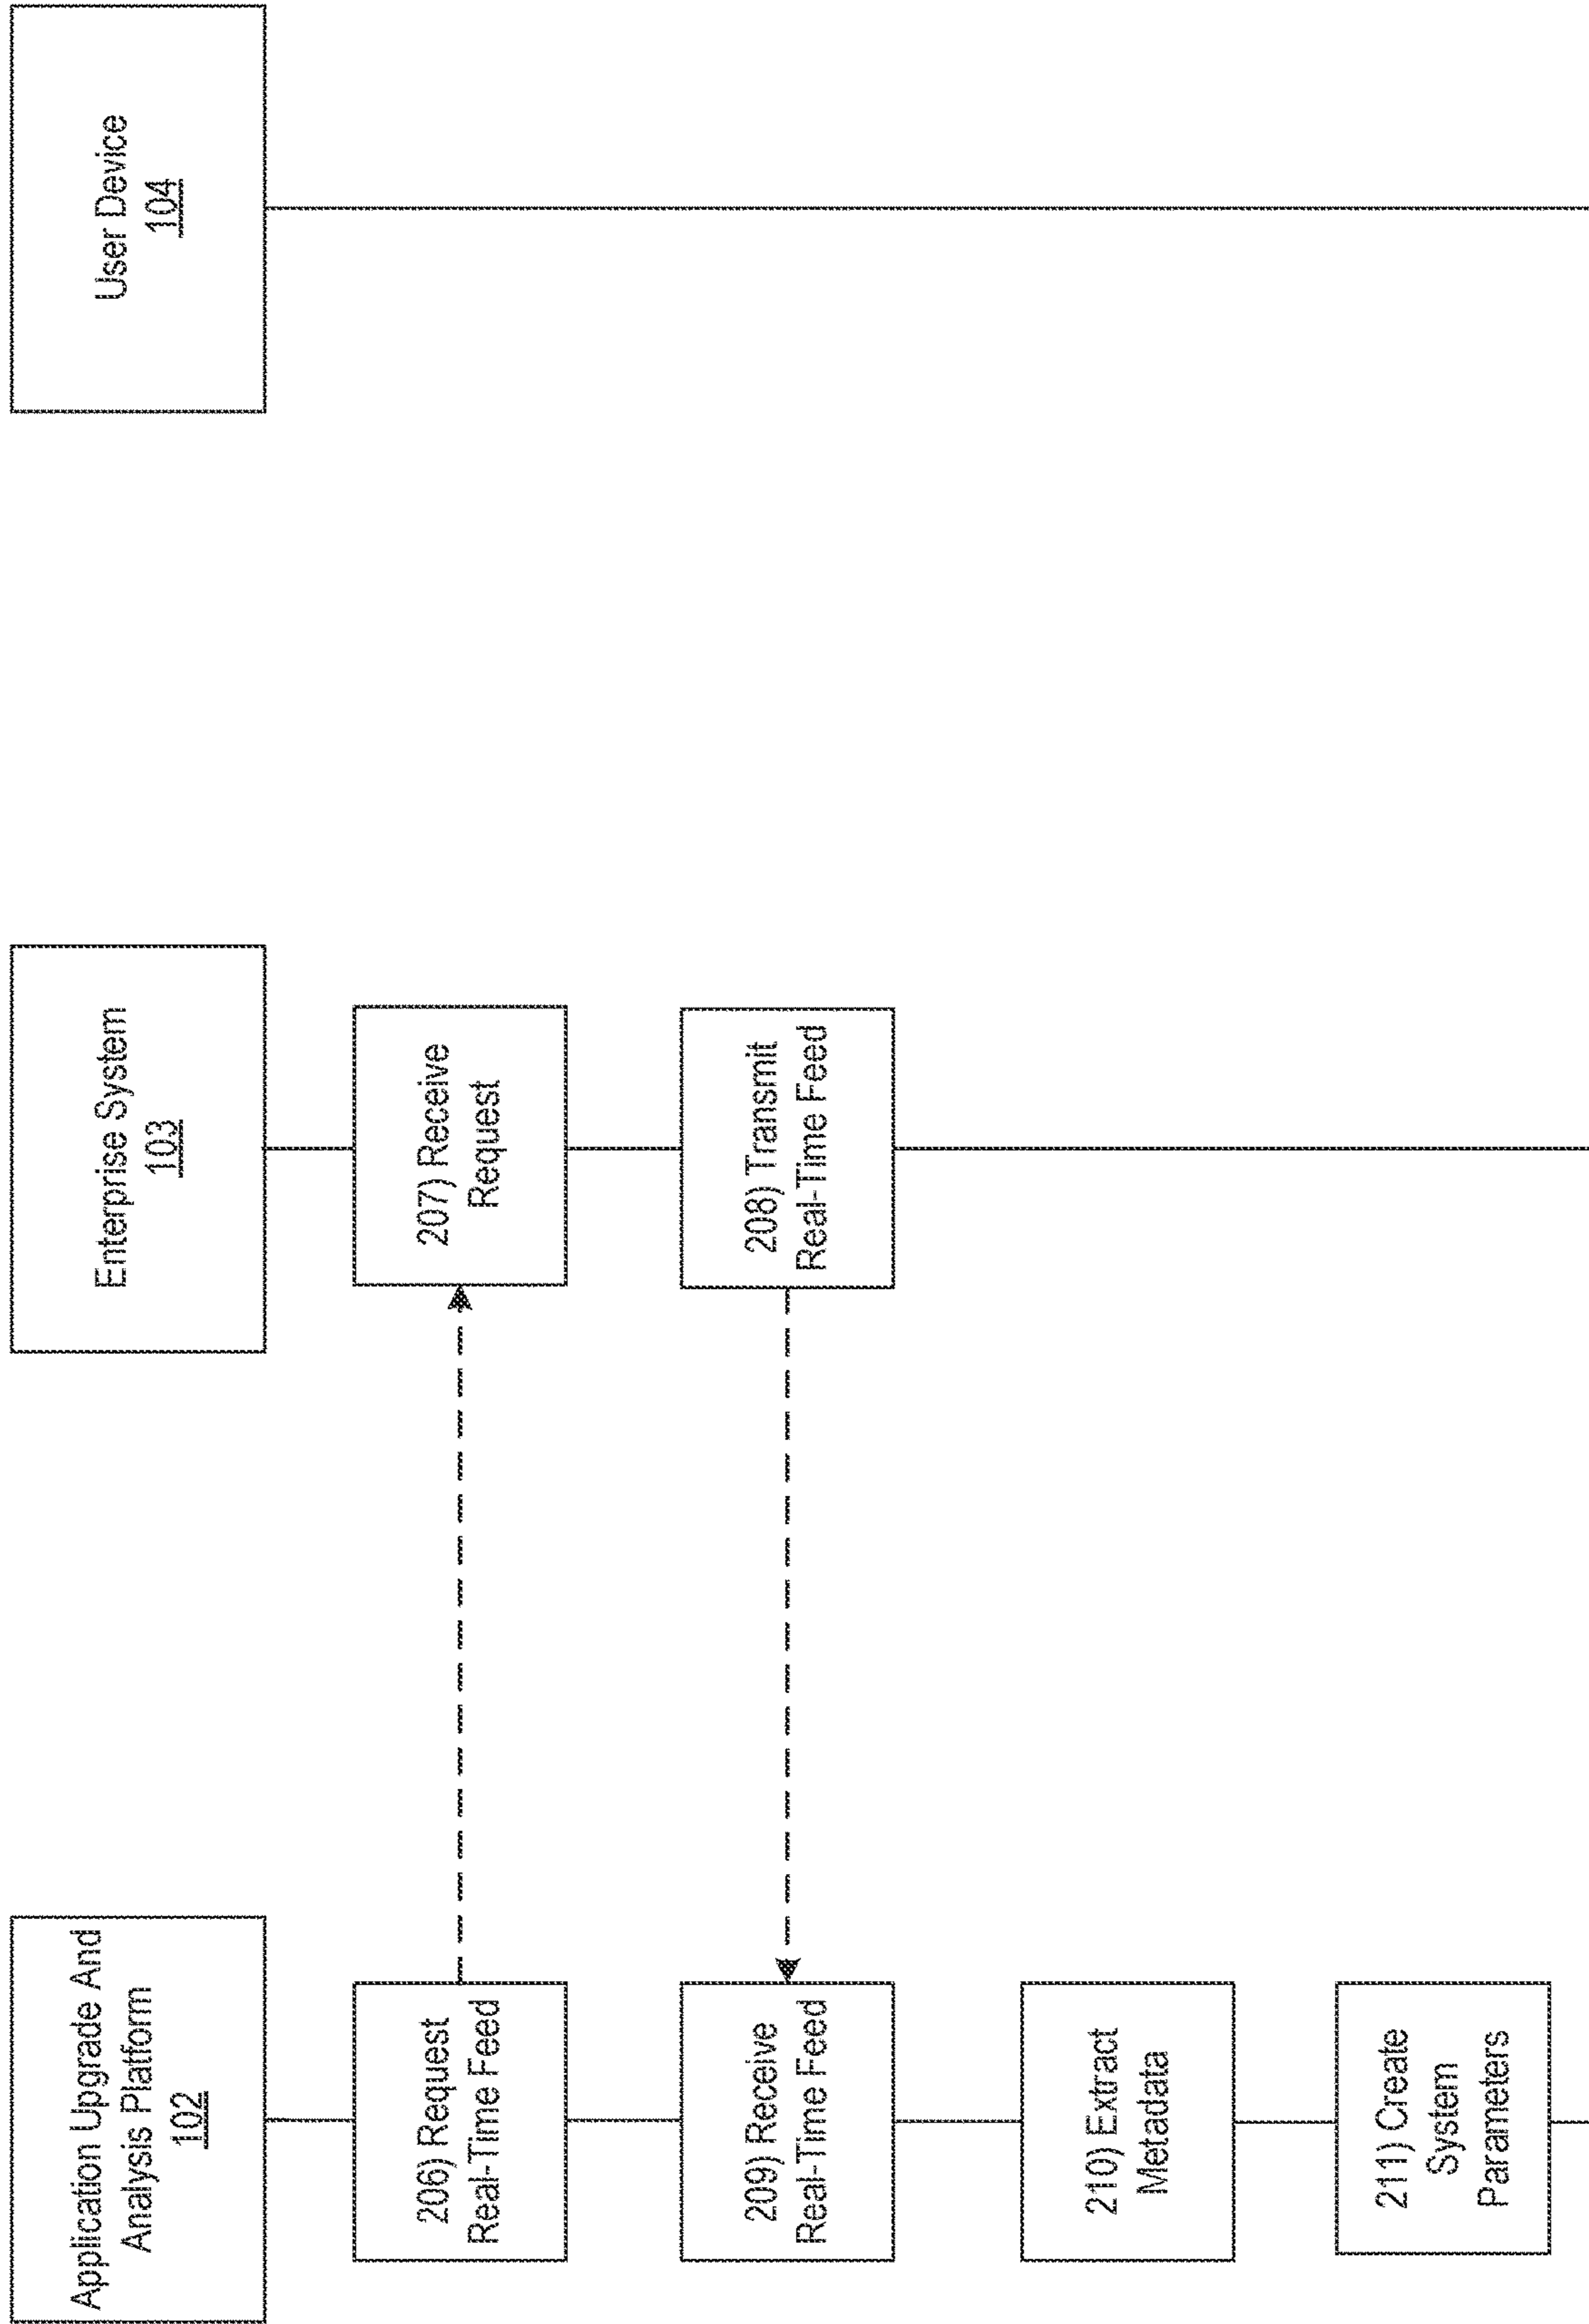 Application Upgrade And
Analysis Platform
102
Enterprise System
103
User Device
104
206) Request
Real-Time Feed
207) Receive
Request
209) Receive
Real-Time Feed
208) Transmit
Real-Time Feed
210) Extract
Metadata
211) Create
System
Parameters